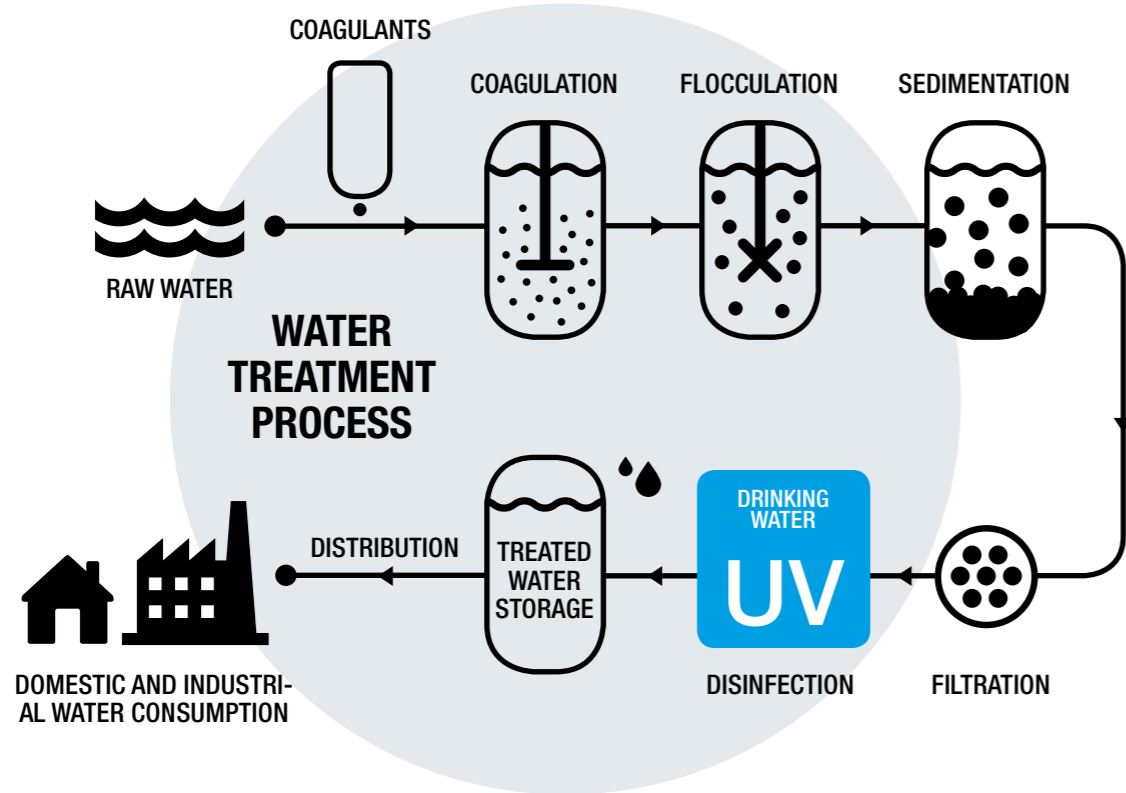 COAGULANTS
COAGULATION
FLOCCULATION
SEDIMENTATION
RAW WATER
WATER
TREATMENT
PROCESS
DRINKING
WATER
UV
DISTRIBUTION
TREATED
WATER
STORAGE
DOMESTIC AND INDUSTRI-
AL WATER CONSUMPTION
DISINFECTION
FILTRATION